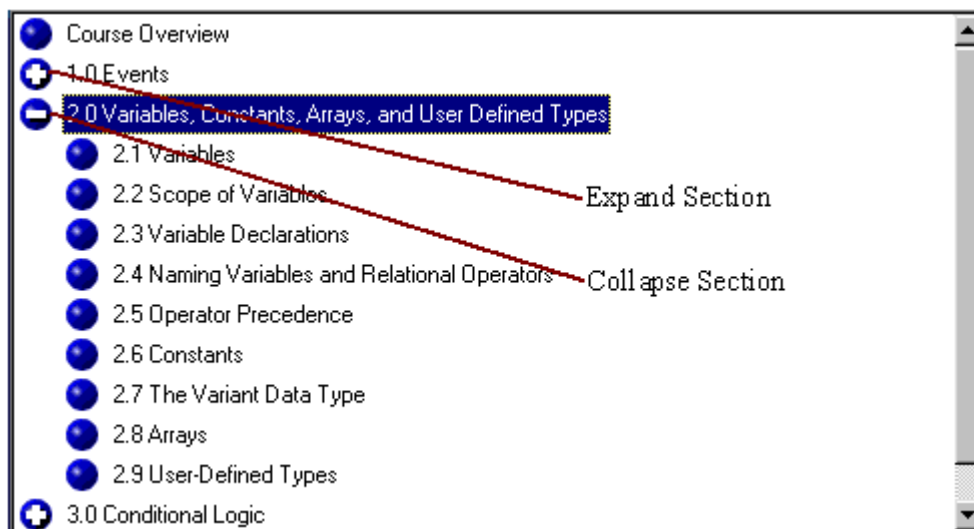 Course Overview
1.0 Events
2.0 Variables, Constants, Arrays, and User Defined Types
2.1 Variables
2.2 Scope of Variables
Expand Section
2.3 Variable Declarations
2.4 Naming Variables and Relational Operators
Collapse Section
2.5 Operator Precedence
2.6 Constants
2.7 The Variant Data Type
2.8 Arrays
2.9 User-Defined Types
3.0 Conditional Logic